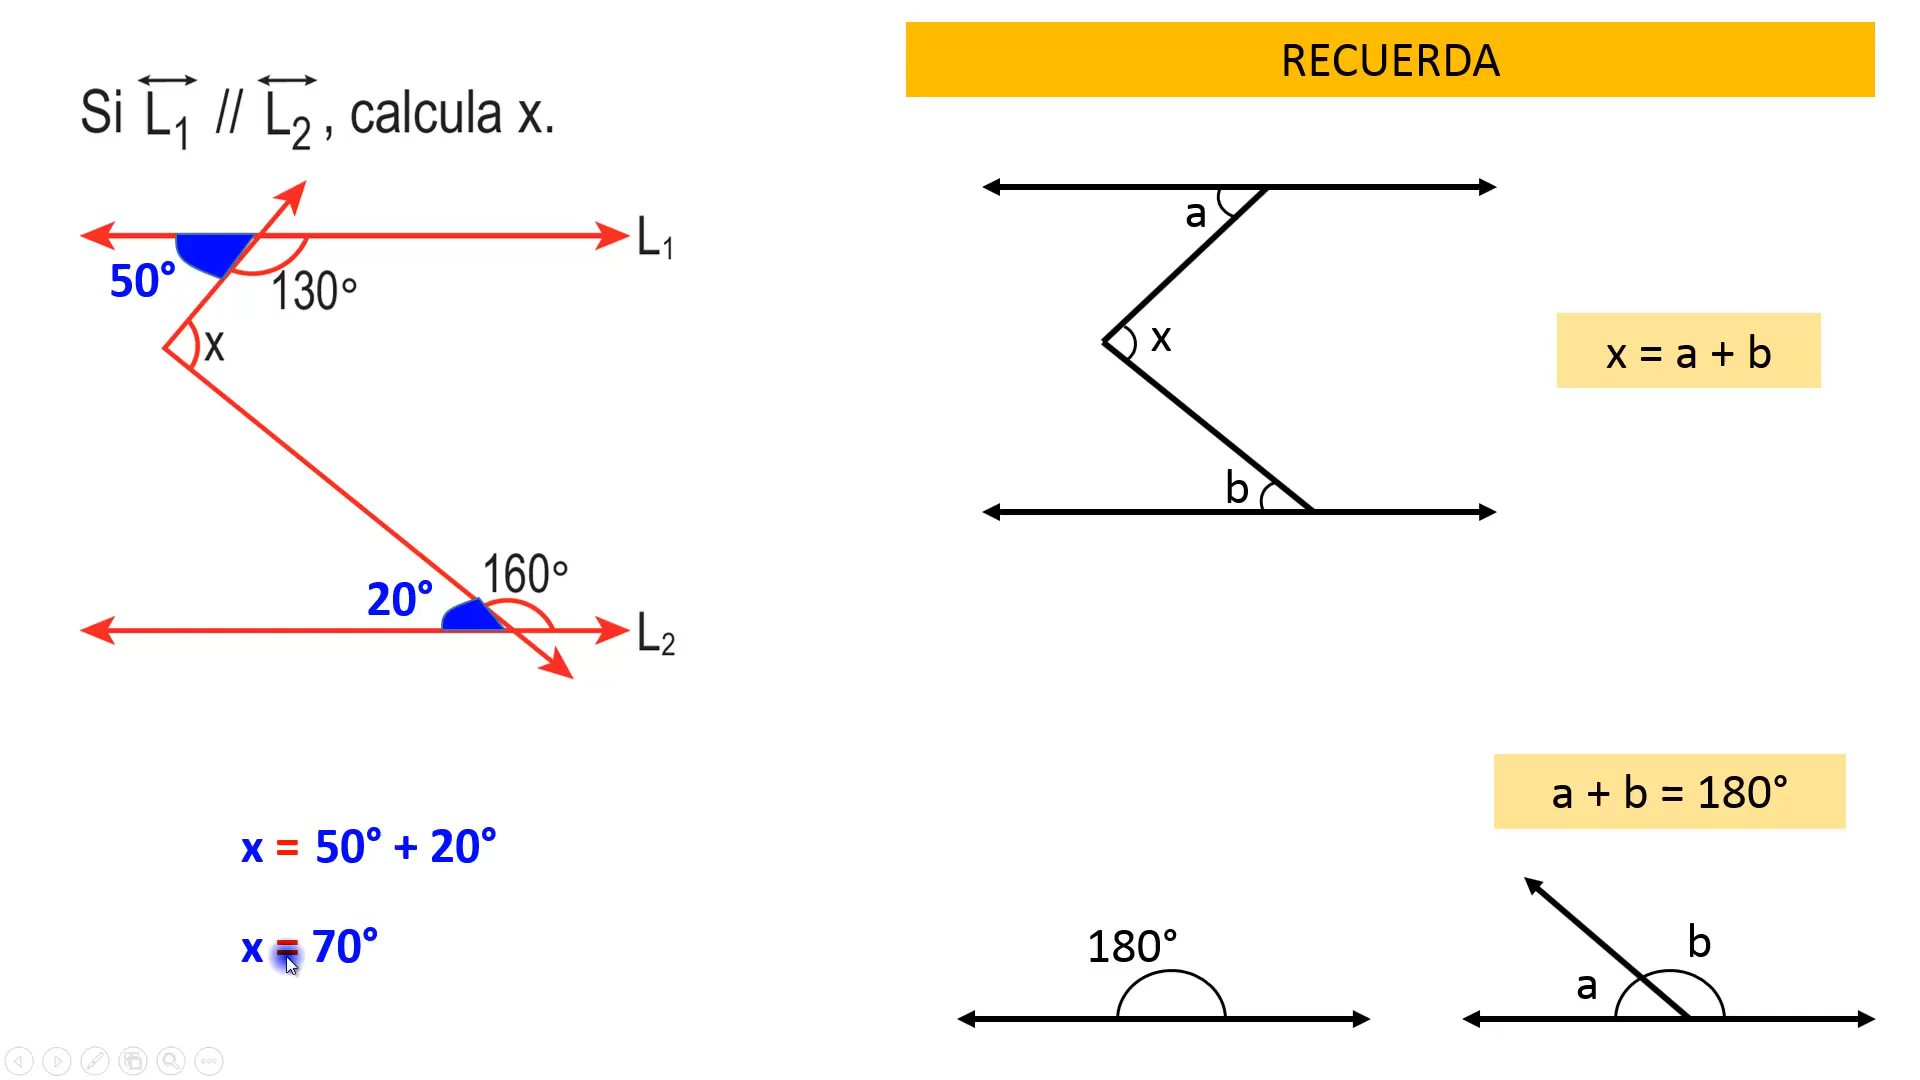 Si L₁ // L₂, calcula x.
L₁
50°
130°
x
160°
20°
L₂
x = 50° + 20°
x = 70°
RECUERDA
a
x
b
x = a + b
a + b = 180°
180°
a
b